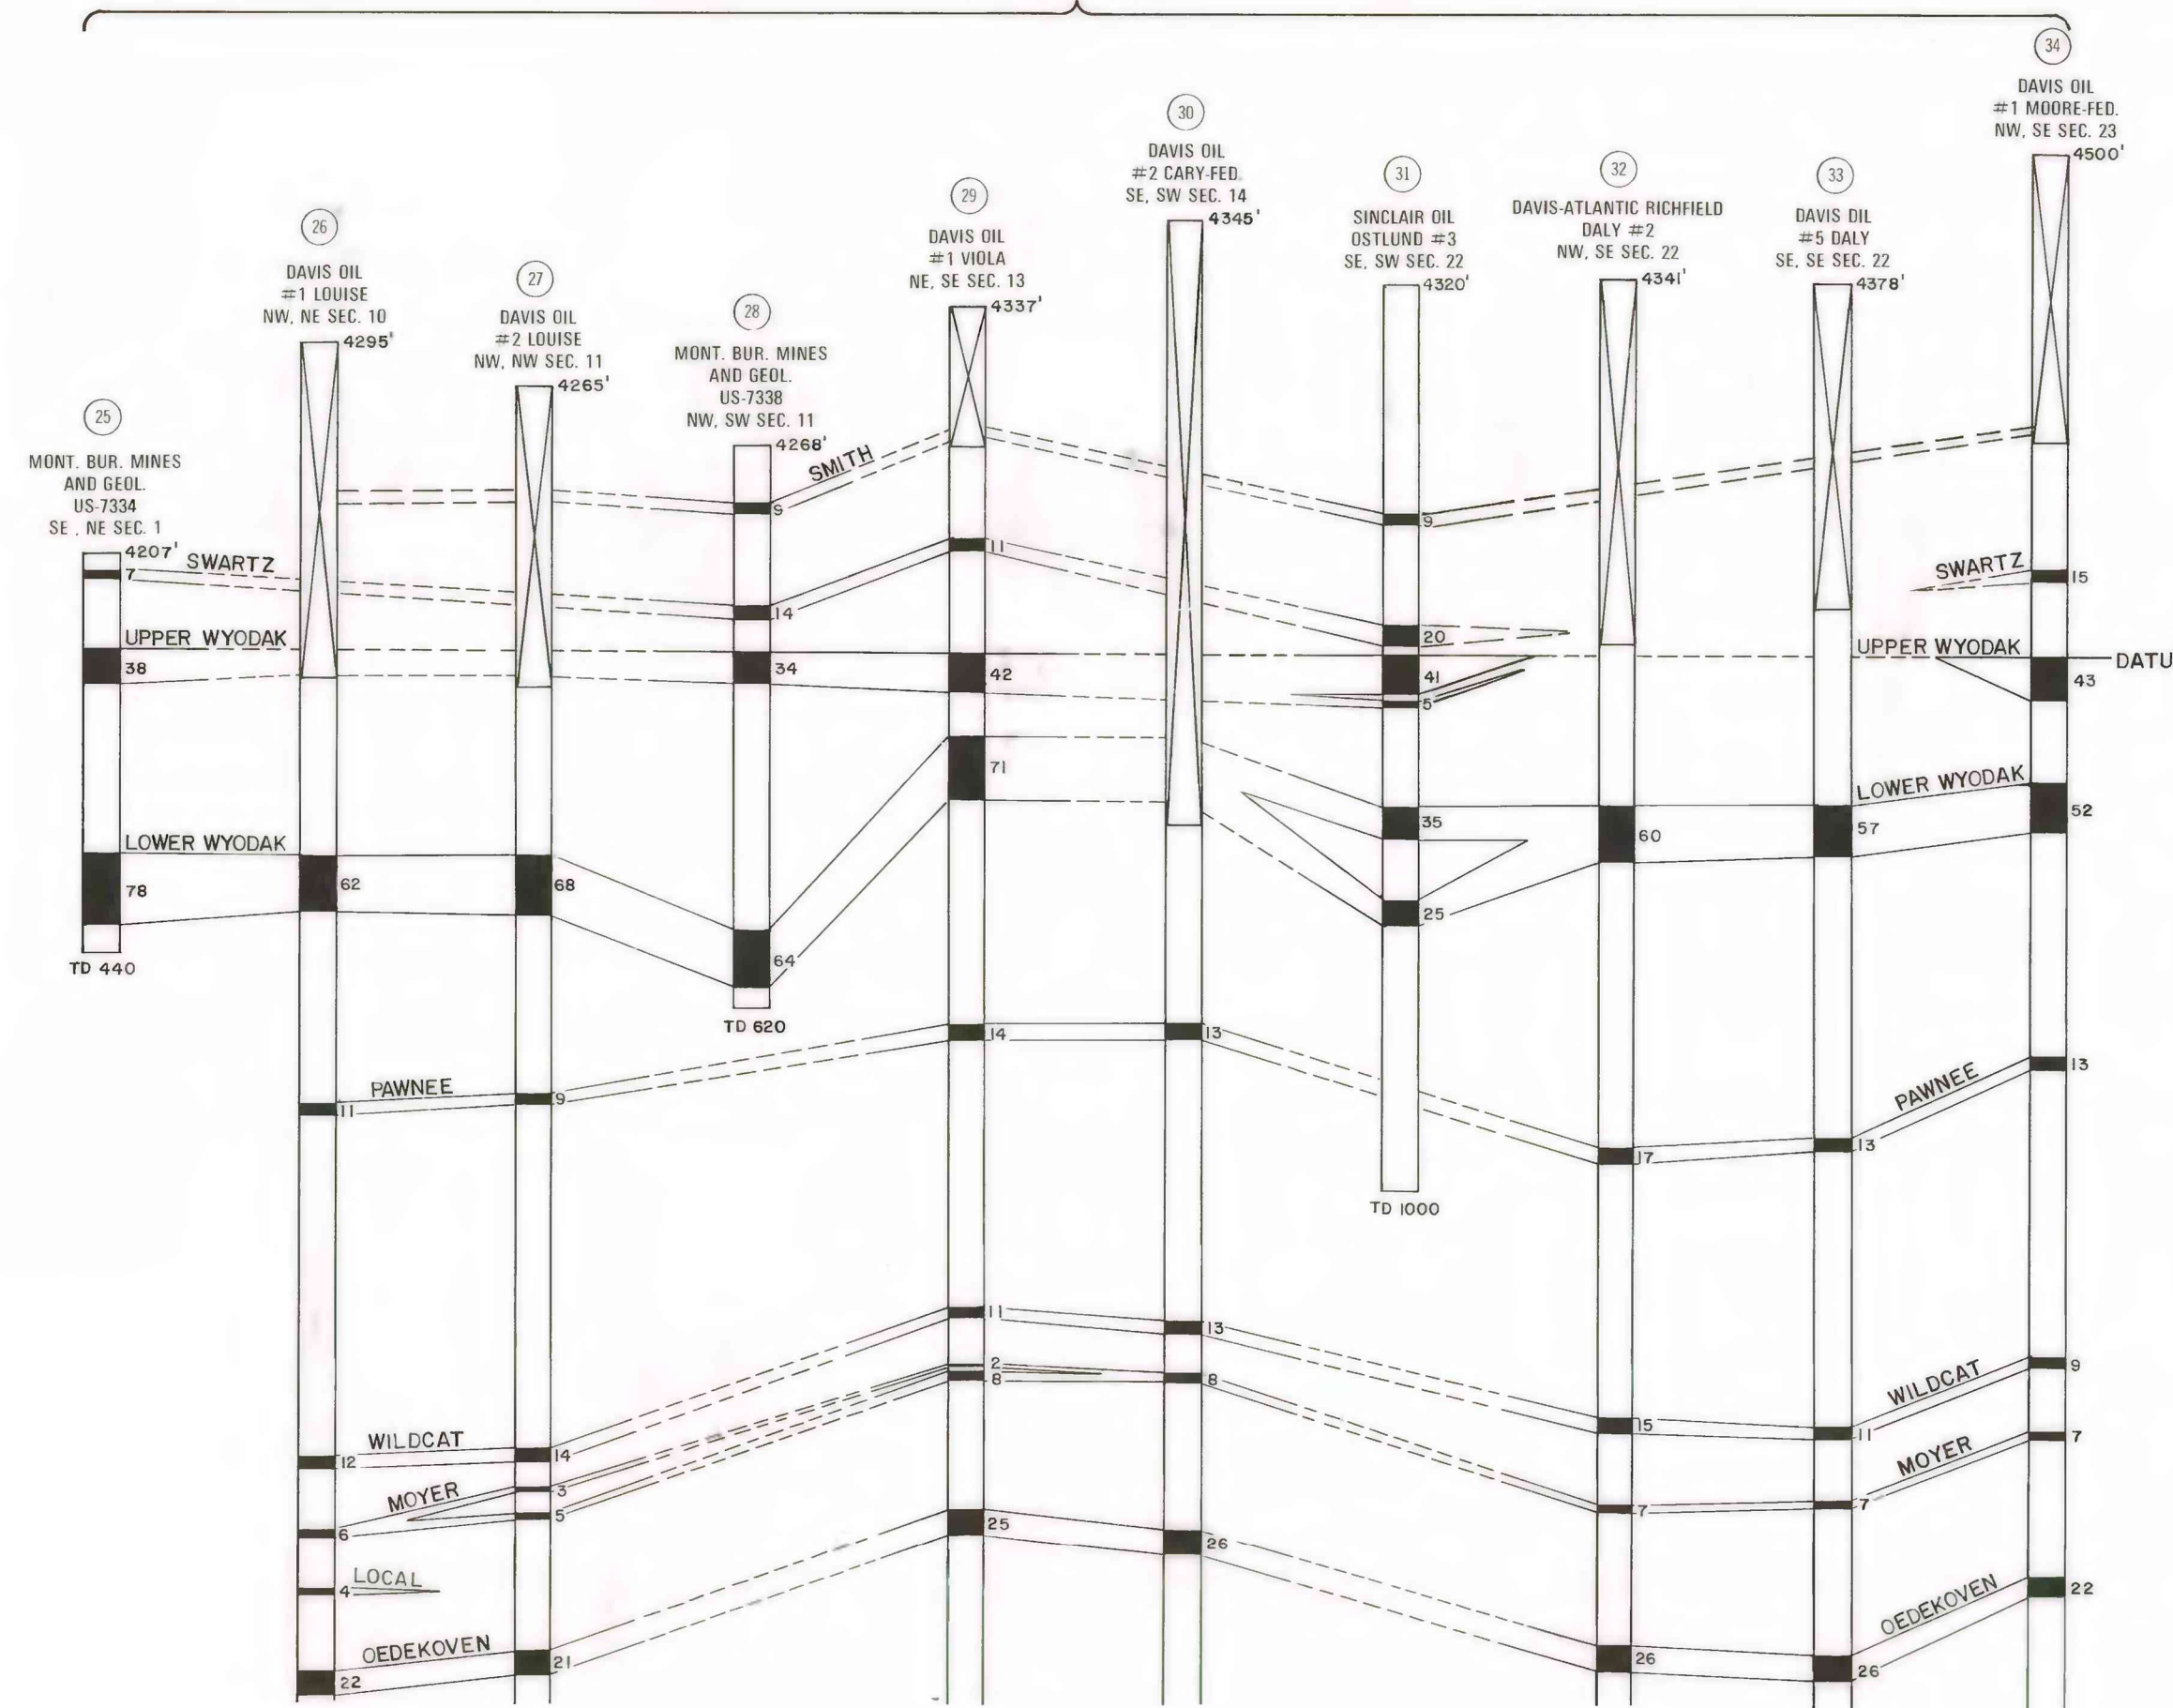 25
MONT. BUR. MINES
AND GEOL.
US-7334
SE , NE SEC. 1
4207'
7
38
78
TD 440
26
DAVIS OIL
#1 LOUISE
NW, NE SEC. 10
4295'
62
11
12
6
4
22
27
DAVIS OIL
#2 LOUISE
NW, NW SEC. 11
4265'
68
9
14
3
5
21
28
MONT. BUR. MINES
AND GEOL.
US-7338
NW, SW SEC. 11
4268'
9
14
34
64
TD 620
29
DAVIS OIL
#1 VIOLA
NE, SE SEC. 13
4337'
11
42
71
14
11
2
8
25
30
DAVIS OIL
#2 CARY-FED.
SE, SW SEC. 14
4345'
13
13
8
26
31
SINCLAIR OIL
OSTLUND #3
SE, SW SEC. 22
4320'
9
20
41
5
35
25
TD 1000
32
DAVIS-ATLANTIC RICHFIELD
DALY #2
NW, SE SEC. 22
4341'
60
17
15
7
26
33
DAVIS DIL
#5 DALY
SE, SE SEC. 22
4378'
57
13
11
7
26
34
DAVIS OIL
#1 MOORE-FED.
NW, SE SEC. 23
4500'
15
43
52
13
9
7
22
SMITH
SWARTZ
UPPER WYODAK
LOWER WYODAK
PAWNEE
WILDCAT
MOYER
LOCAL
OEDEKOVEN
SWARTZ
UPPER WYODAK
DATU
LOWER WYODAK
PAWNEE
WILDCAT
MOYER
OEDEKOVEN